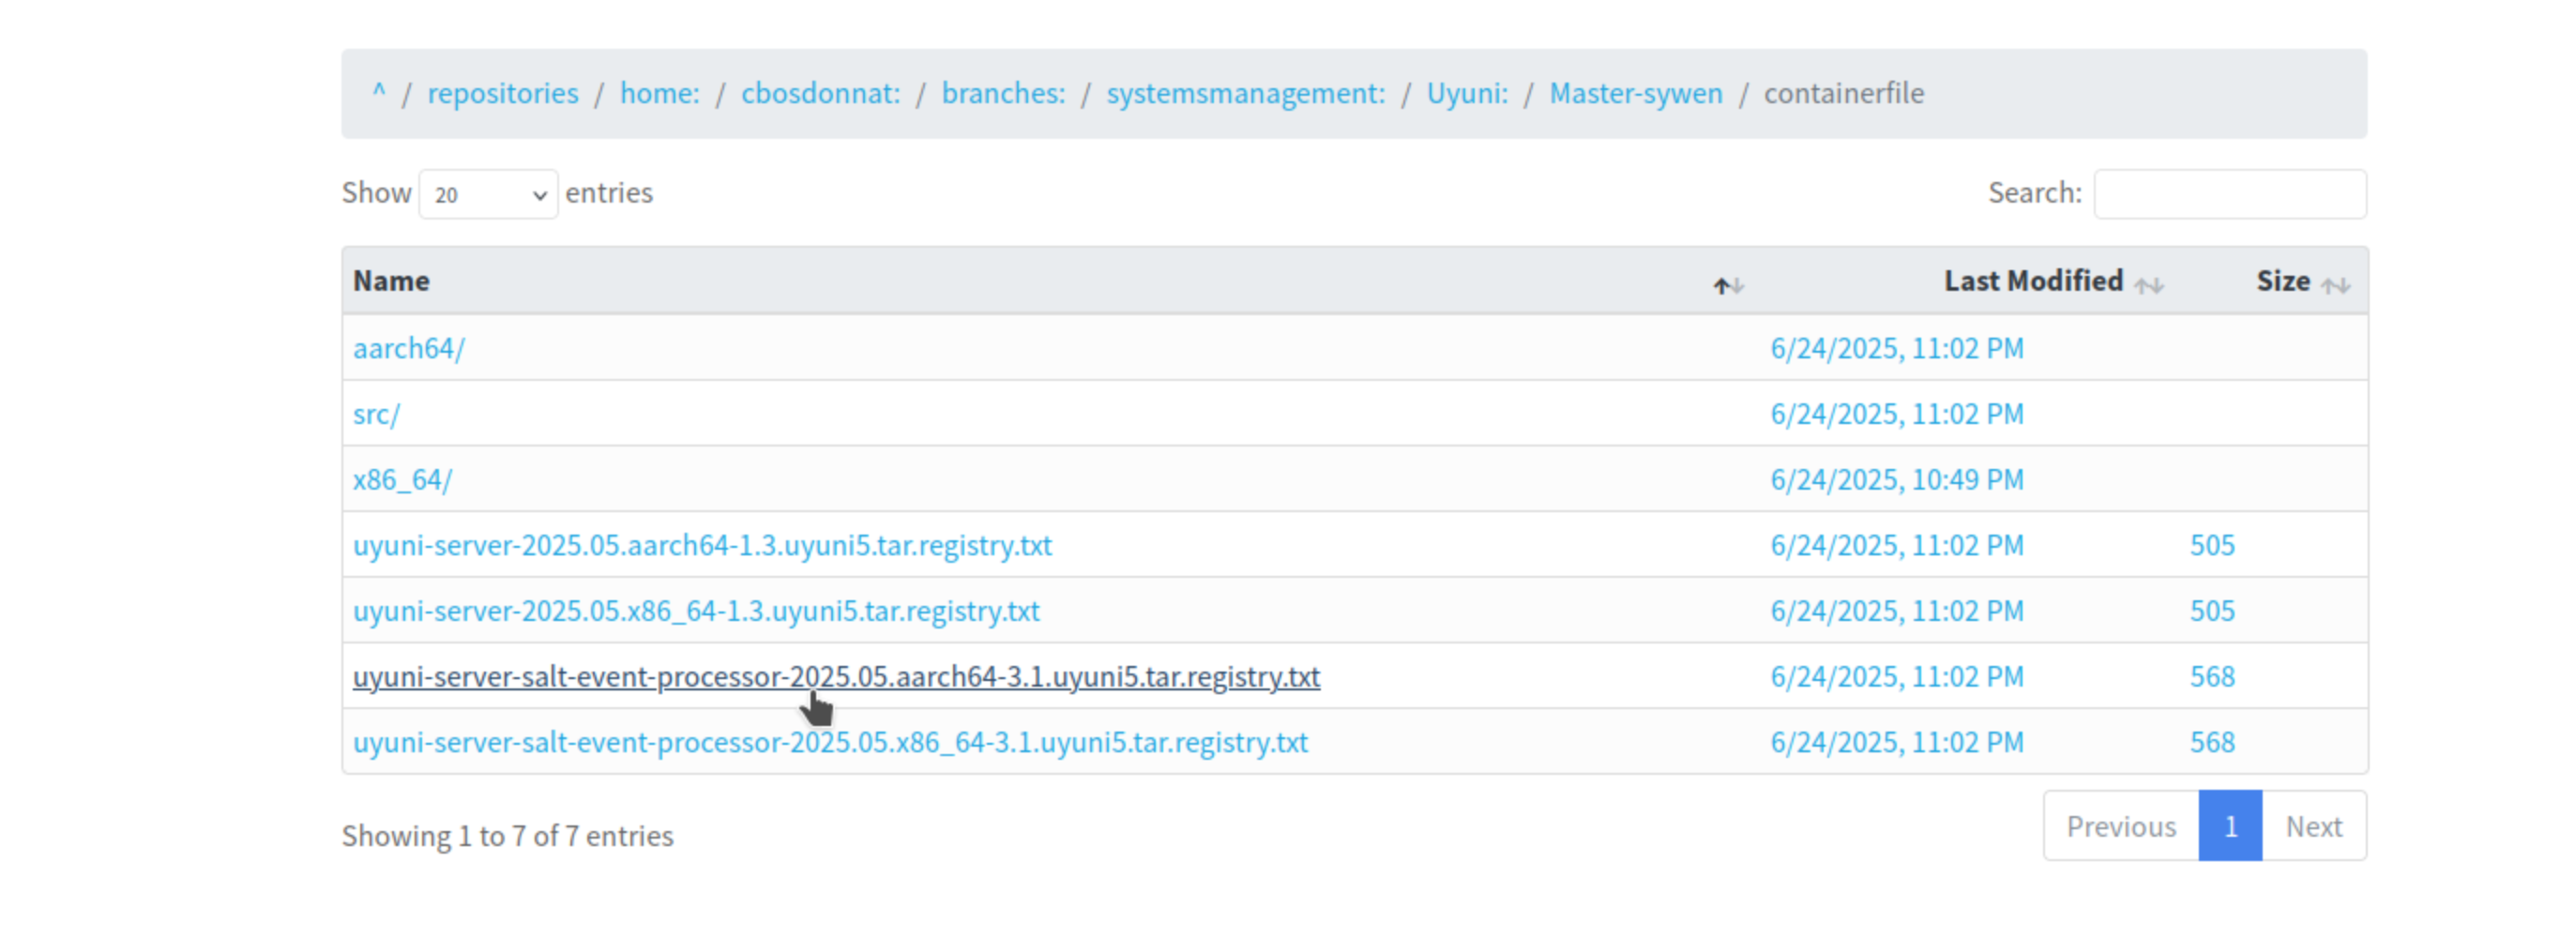 ^ / repositories / home: / cbosdonnat: / branches: / systemsmanagement: / Uyuni: / Master-sywen / containerfile
Show 20 entries Search:
Name Last Modified Size
aarch64/ 6/24/2025, 11:02 PM
src/ 6/24/2025, 11:02 PM
x86_64/ 6/24/2025, 10:49 PM
uyuni-server-2025.05.aarch64-1.3.uyuni5.tar.registry.txt 6/24/2025, 11:02 PM 505
uyuni-server-2025.05.x86_64-1.3.uyuni5.tar.registry.txt 6/24/2025, 11:02 PM 505
uyuni-server-salt-event-processor-2025.05.aarch64-3.1.uyuni5.tar.registry.txt 6/24/2025, 11:02 PM 568
uyuni-server-salt-event-processor-2025.05.x86_64-3.1.uyuni5.tar.registry.txt 6/24/2025, 11:02 PM 568
Showing 1 to 7 of 7 entries Previous 1 Next